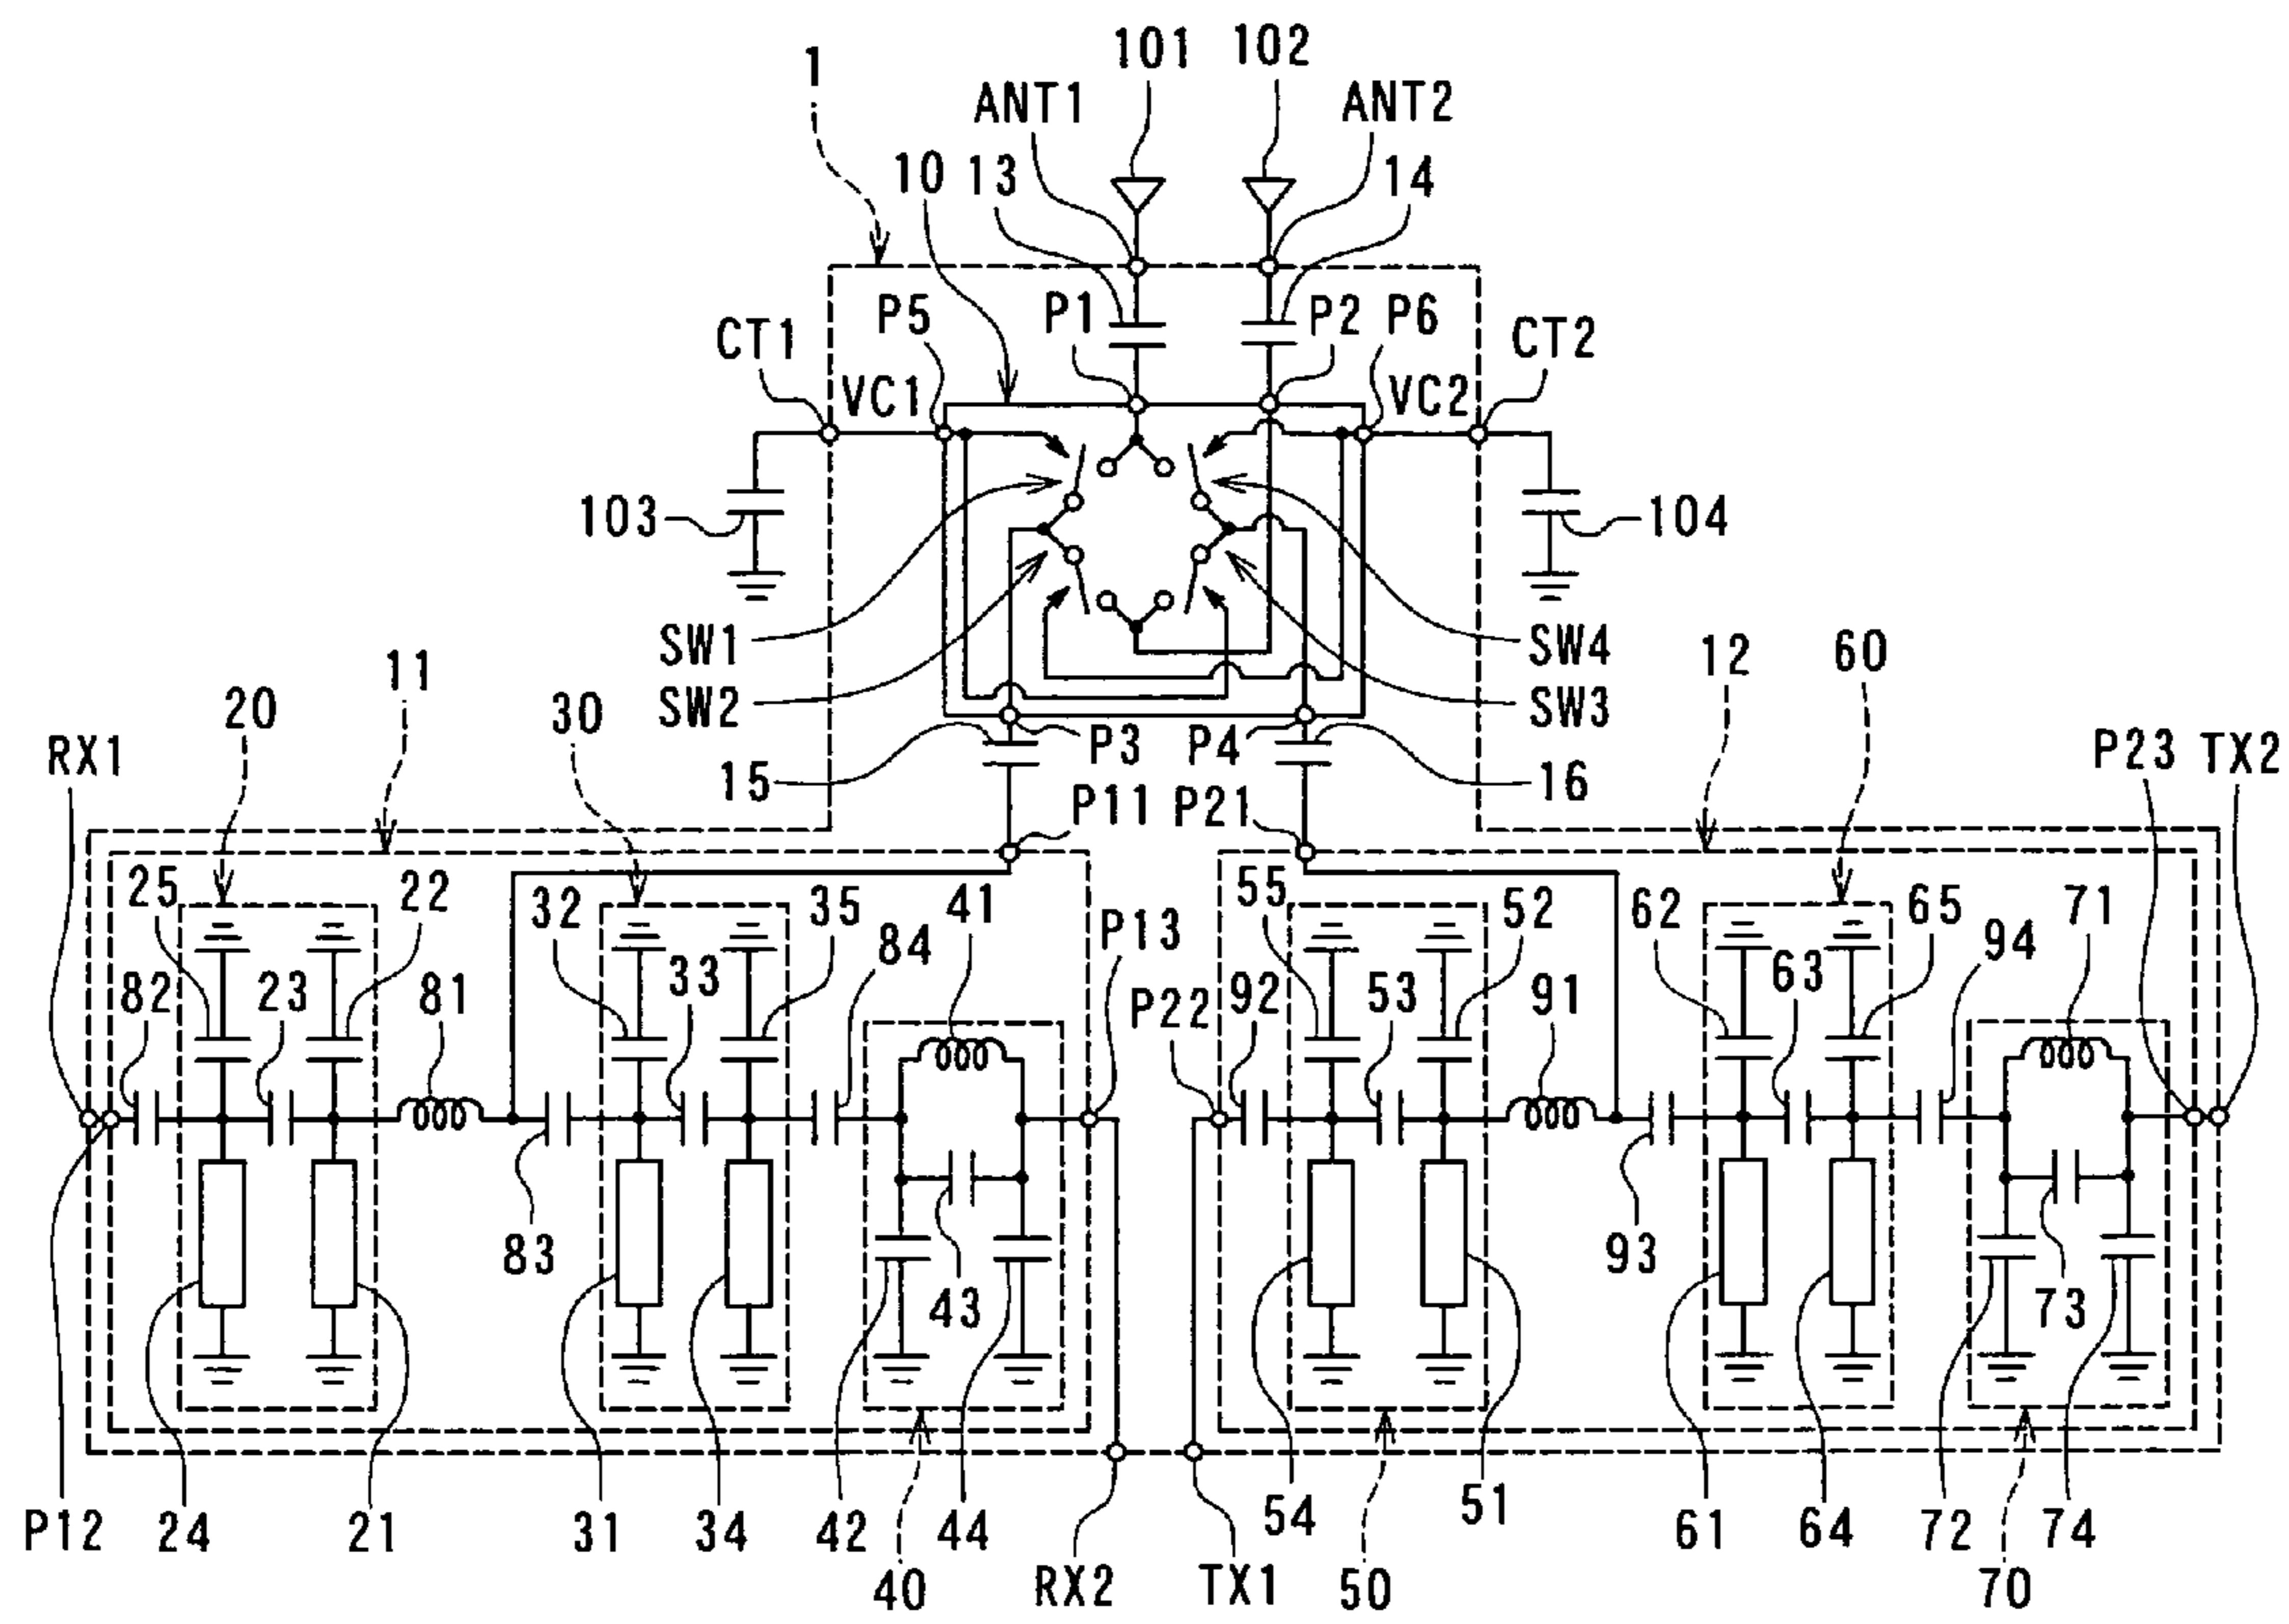 101 102
1
ANT1 ANT2
10 13 14
P5 P1 P2 P6
CT1 CT2
VC1 VC2
103 104
SW1 SW4
SW2 SW3
11 12 60
20 30
RX1 P3 P4 P23 TX2
15 16
P11 P21
25 22 32 35 41 55 52 62 65 71
P13
82 23 81 33 84 P22 92 53 91 63 94
83 43 93 73
P12 24 21 31 34 42 44 54 51 61 64 72 74
40 RX2 TX1 50 70